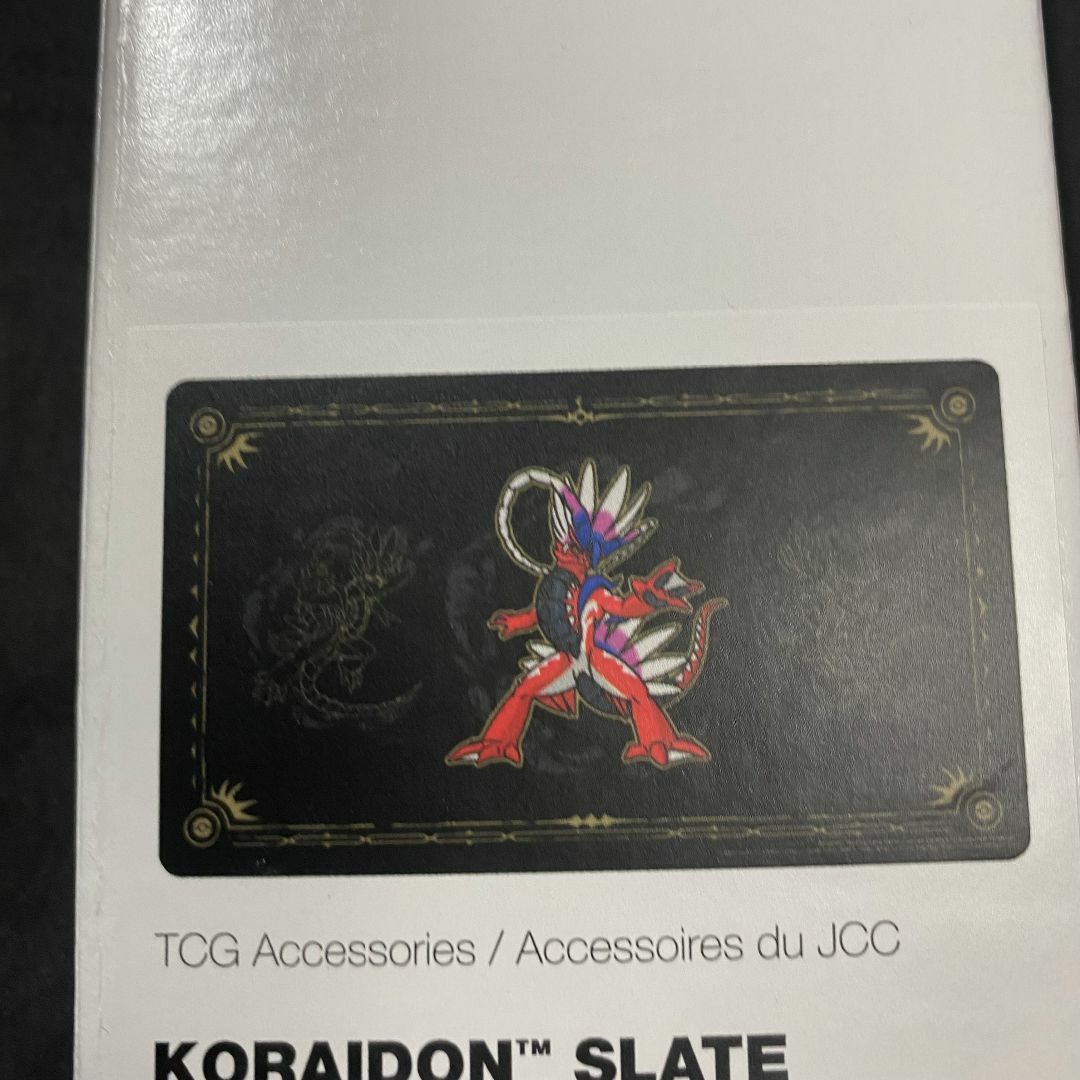 TCG Accessories / Accessoires du JCC
KORAIDON™ SLATE